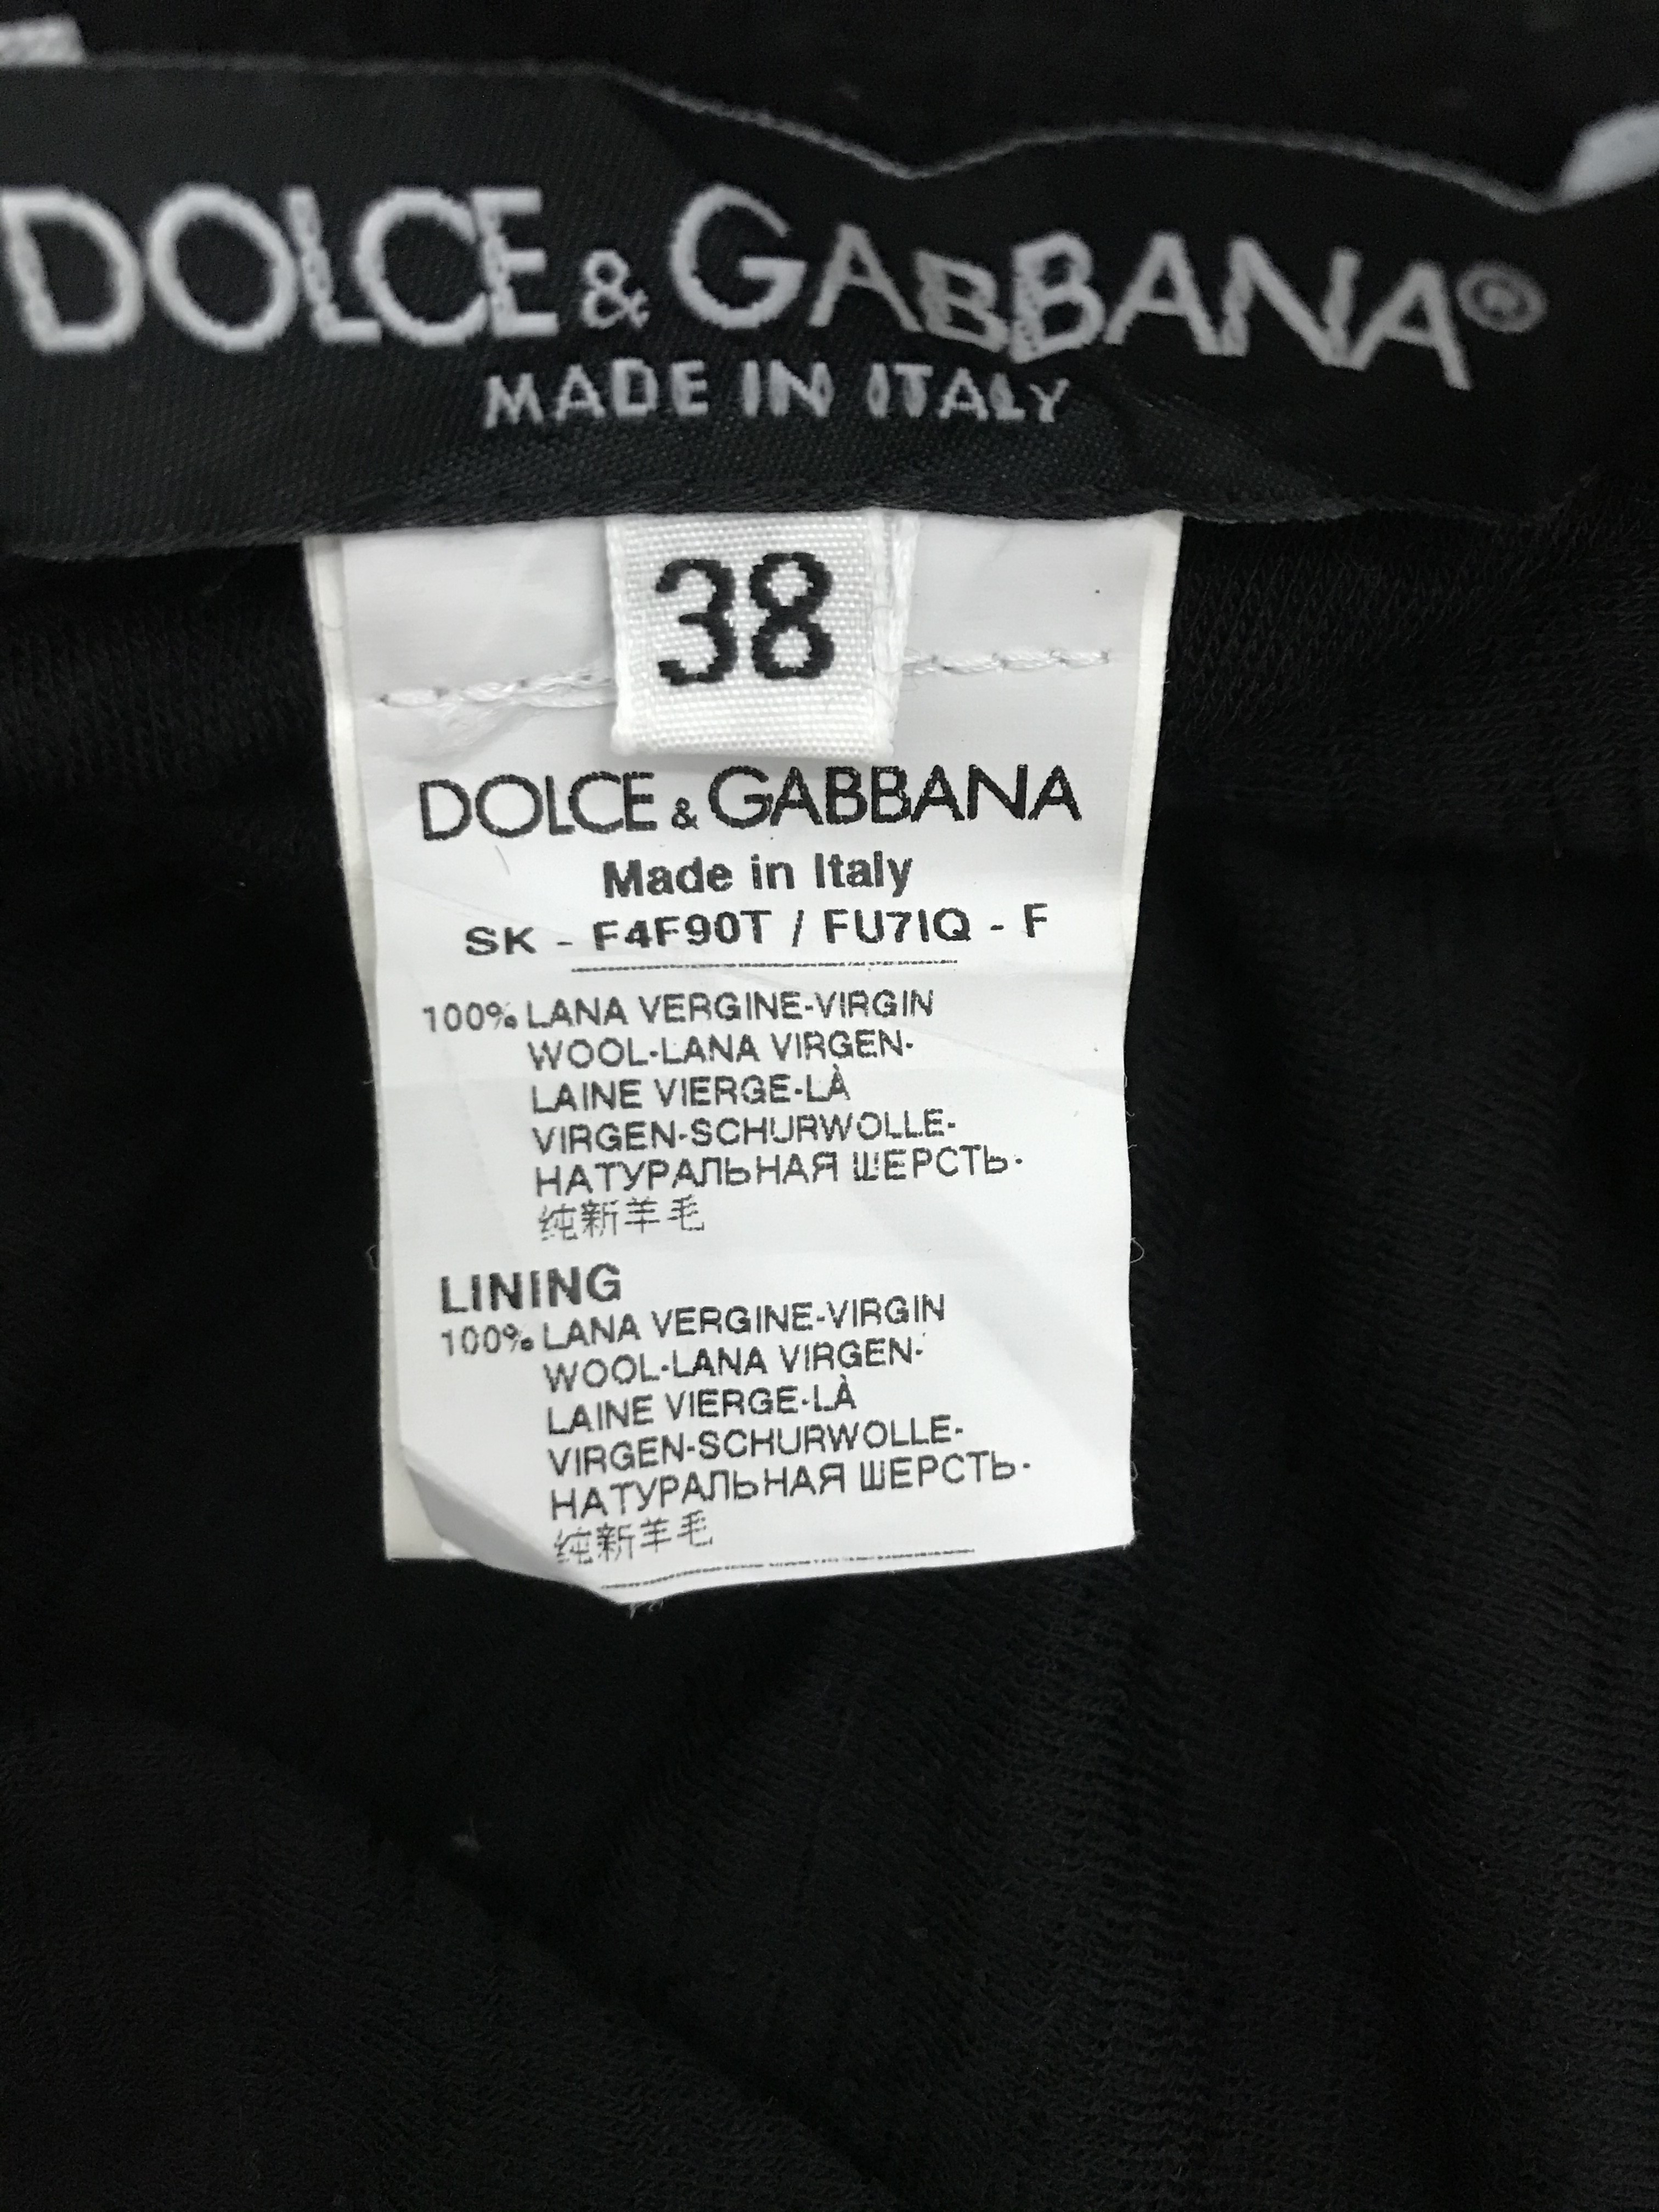 DOLCE & GABBANA®
MADE IN ITALY
38
DOLCE & GABBANA
Made in Italy
SK - F4F90T / FU7IQ - F
100% LANA VERGINE-VIRGIN
WOOL-LANA VIRGEN-
LAINE VIERGE-LÀ
VIRGEN-SCHURWOLLE-
НАТУРАЛЬНАЯ ШЕРСТЬ-
纯新羊毛
LINING
100% LANA VERGINE-VIRGIN
WOOL-LANA VIRGEN-
LAINE VIERGE-LÀ
VIRGEN-SCHURWOLLE-
НАТУРАЛЬНАЯ ШЕРСТЬ-
纯新羊毛